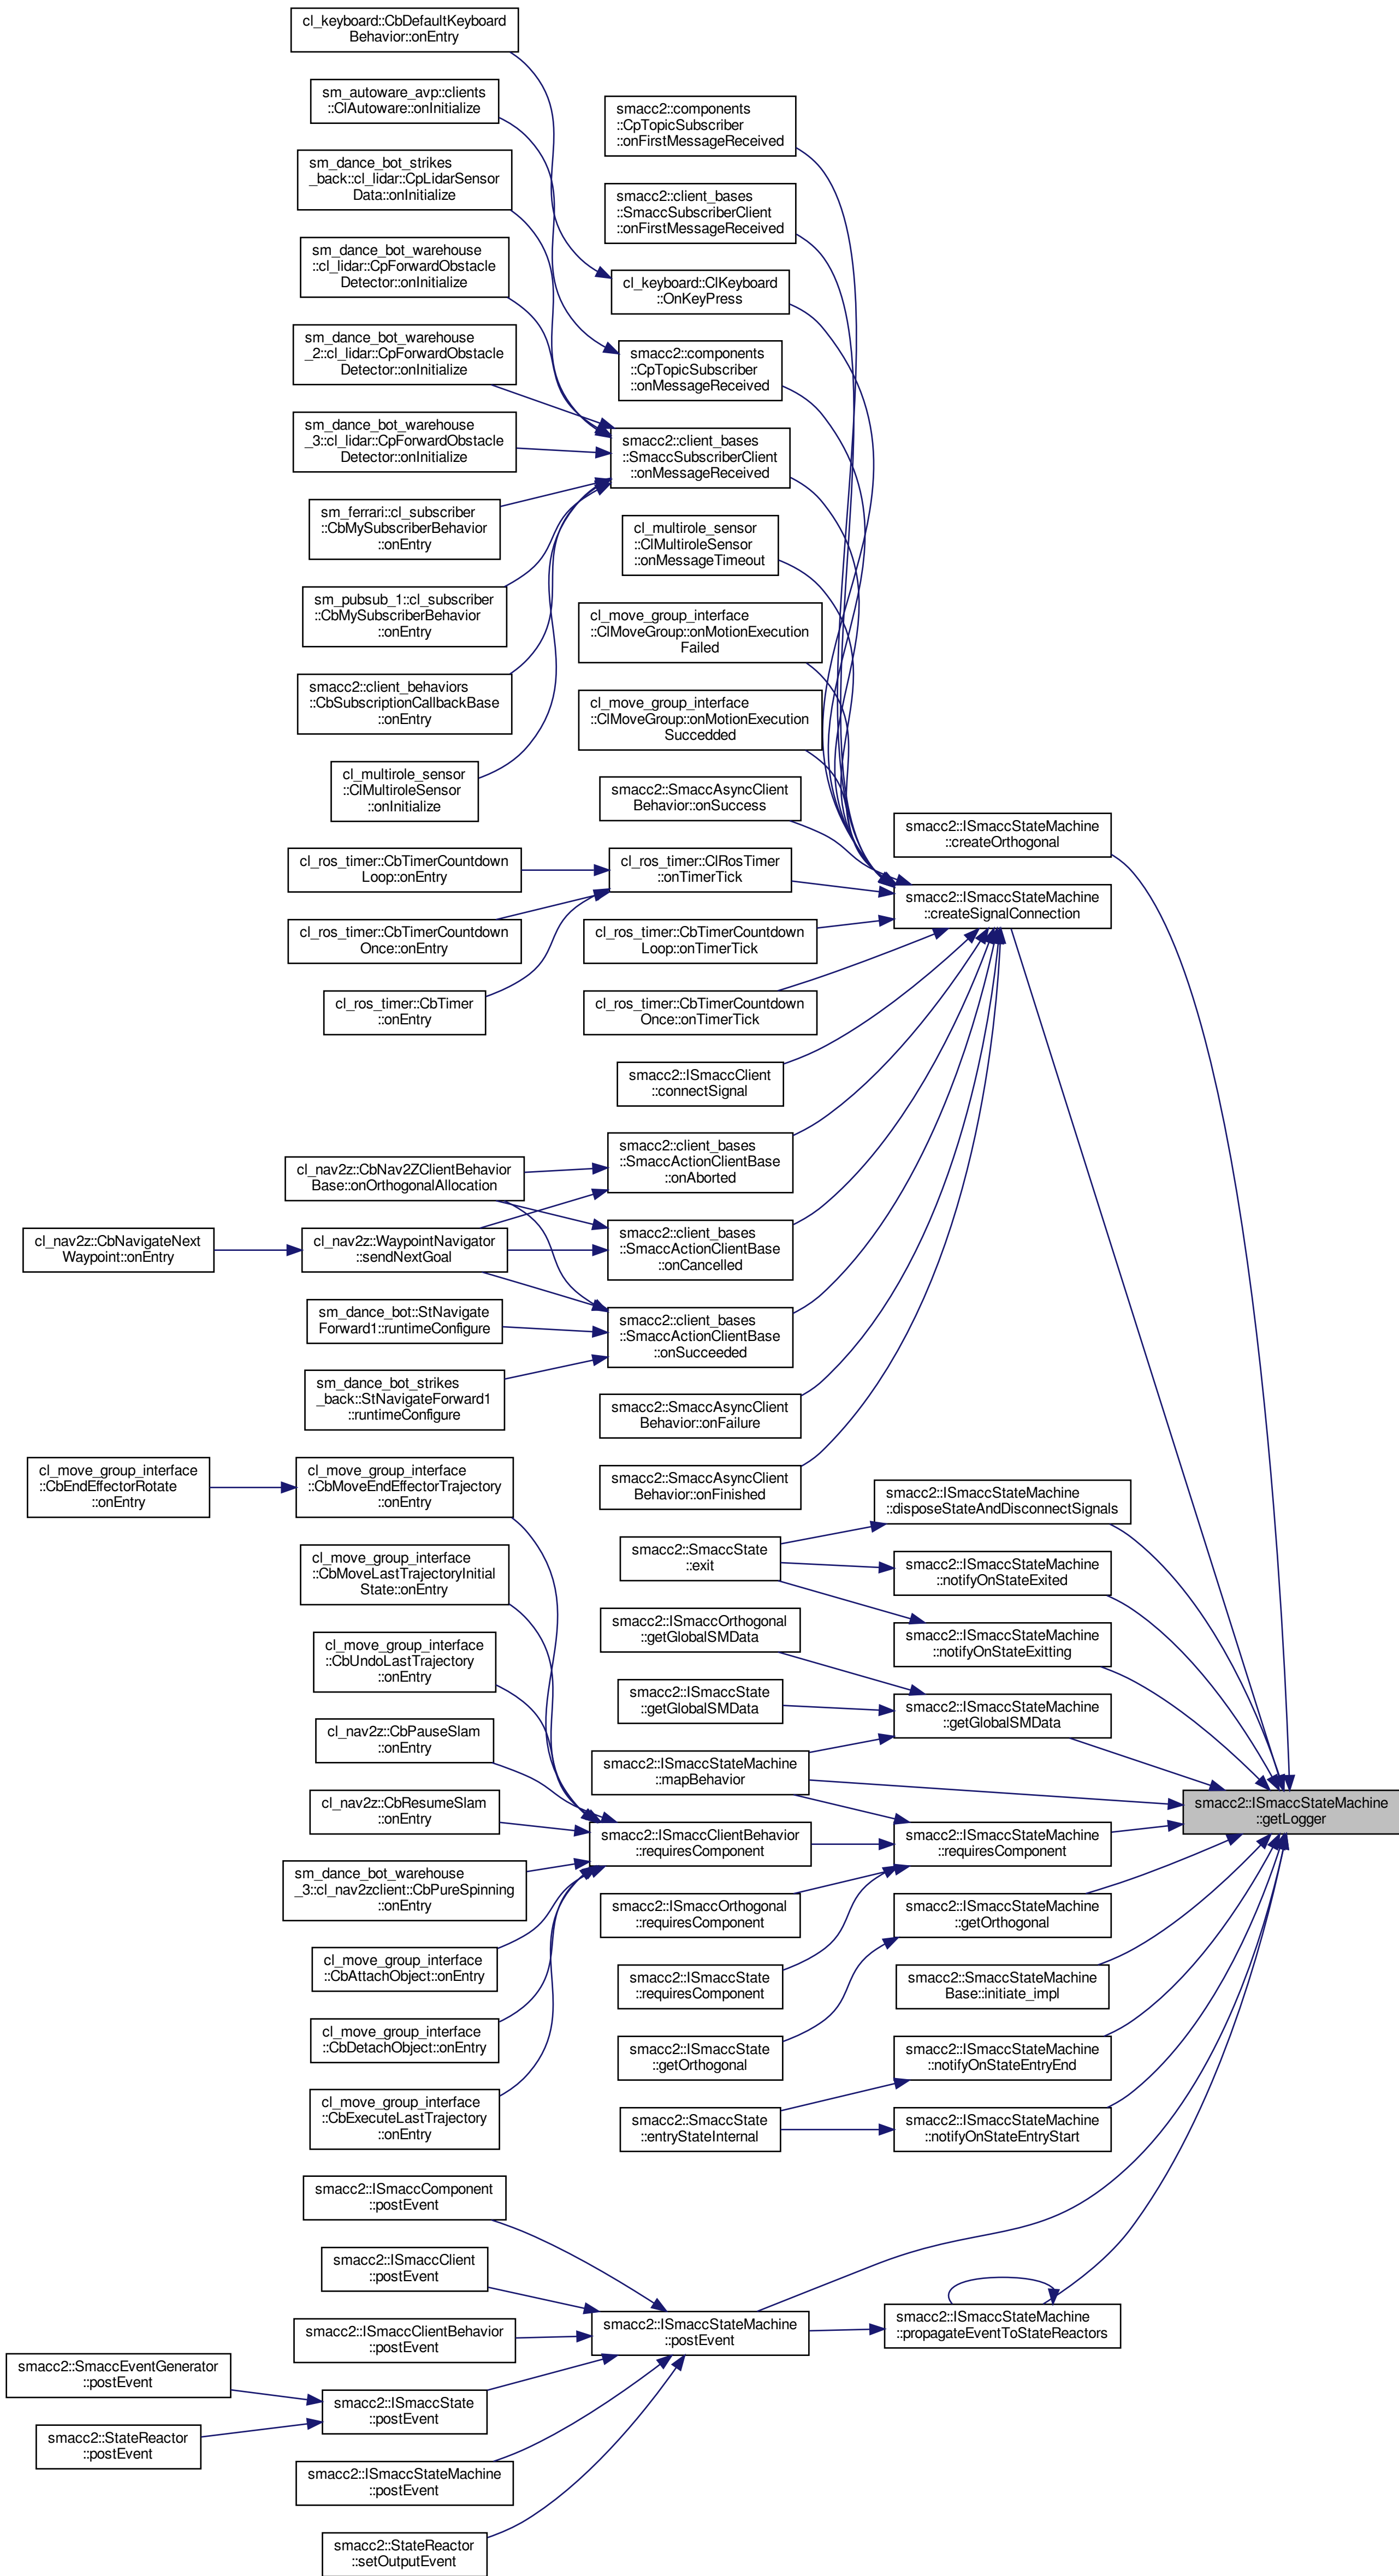 cl_keyboard::CbDefaultKeyboard
Behavior::onEntry
sm_autoware_avp::clients
::ClAutoware::onInitialize
sm_dance_bot_strikes
_back::cl_lidar::CpLidarSensor
Data::onInitialize
sm_dance_bot_warehouse
::cl_lidar::CpForwardObstacle
Detector::onInitialize
sm_dance_bot_warehouse
_2::cl_lidar::CpForwardObstacle
Detector::onInitialize
sm_dance_bot_warehouse
_3::cl_lidar::CpForwardObstacle
Detector::onInitialize
sm_ferrari::cl_subscriber
::CbMySubscriberBehavior
::onEntry
sm_pubsub_1::cl_subscriber
::CbMySubscriberBehavior
::onEntry
smacc2::client_behaviors
::CbSubscriptionCallbackBase
::onEntry
cl_multirole_sensor
::ClMultiroleSensor
::onInitialize
cl_ros_timer::CbTimerCountdown
Loop::onEntry
cl_ros_timer::CbTimerCountdown
Once::onEntry
cl_ros_timer::CbTimer
::onEntry
cl_nav2z::CbNav2ZClientBehavior
Base::onOrthogonalAllocation
cl_nav2z::CbNavigateNext
Waypoint::onEntry
cl_nav2z::WaypointNavigator
::sendNextGoal
sm_dance_bot::StNavigate
Forward1::runtimeConfigure
sm_dance_bot_strikes
_back::StNavigateForward1
::runtimeConfigure
cl_move_group_interface
::CbEndEffectorRotate
::onEntry
cl_move_group_interface
::CbMoveEndEffectorTrajectory
::onEntry
cl_move_group_interface
::CbMoveLastTrajectoryInitial
State::onEntry
cl_move_group_interface
::CbUndoLastTrajectory
::onEntry
cl_nav2z::CbPauseSlam
::onEntry
cl_nav2z::CbResumeSlam
::onEntry
sm_dance_bot_warehouse
_3::cl_nav2zclient::CbPureSpinning
::onEntry
cl_move_group_interface
::CbAttachObject::onEntry
cl_move_group_interface
::CbDetachObject::onEntry
cl_move_group_interface
::CbExecuteLastTrajectory
::onEntry
smacc2::ISmaccComponent
::postEvent
smacc2::ISmaccClient
::postEvent
smacc2::ISmaccClientBehavior
::postEvent
smacc2::SmaccEventGenerator
::postEvent
smacc2::StateReactor
::postEvent
smacc2::ISmaccState
::postEvent
smacc2::ISmaccStateMachine
::postEvent
smacc2::StateReactor
::setOutputEvent
smacc2::components
::CpTopicSubscriber
::onFirstMessageReceived
smacc2::client_bases
::SmaccSubscriberClient
::onFirstMessageReceived
cl_keyboard::ClKeyboard
::OnKeyPress
smacc2::components
::CpTopicSubscriber
::onMessageReceived
smacc2::client_bases
::SmaccSubscriberClient
::onMessageReceived
cl_multirole_sensor
::ClMultiroleSensor
::onMessageTimeout
cl_move_group_interface
::ClMoveGroup::onMotionExecution
Failed
cl_move_group_interface
::ClMoveGroup::onMotionExecution
Succedded
smacc2::SmaccAsyncClient
Behavior::onSuccess
cl_ros_timer::ClRosTimer
::onTimerTick
cl_ros_timer::CbTimerCountdown
Loop::onTimerTick
cl_ros_timer::CbTimerCountdown
Once::onTimerTick
smacc2::ISmaccClient
::connectSignal
smacc2::client_bases
::SmaccActionClientBase
::onAborted
smacc2::client_bases
::SmaccActionClientBase
::onCancelled
smacc2::client_bases
::SmaccActionClientBase
::onSucceeded
smacc2::SmaccAsyncClient
Behavior::onFailure
smacc2::SmaccAsyncClient
Behavior::onFinished
smacc2::SmaccState
::exit
smacc2::ISmaccOrthogonal
::getGlobalSMData
smacc2::ISmaccState
::getGlobalSMData
smacc2::ISmaccStateMachine
::mapBehavior
smacc2::ISmaccClientBehavior
::requiresComponent
smacc2::ISmaccOrthogonal
::requiresComponent
smacc2::ISmaccState
::requiresComponent
smacc2::ISmaccState
::getOrthogonal
smacc2::SmaccState
::entryStateInternal
smacc2::ISmaccStateMachine
::postEvent
smacc2::ISmaccStateMachine
::createOrthogonal
smacc2::ISmaccStateMachine
::createSignalConnection
smacc2::ISmaccStateMachine
::disposeStateAndDisconnectSignals
smacc2::ISmaccStateMachine
::notifyOnStateExited
smacc2::ISmaccStateMachine
::notifyOnStateExitting
smacc2::ISmaccStateMachine
::getGlobalSMData
smacc2::ISmaccStateMachine
::requiresComponent
smacc2::ISmaccStateMachine
::getOrthogonal
smacc2::SmaccStateMachine
Base::initiate_impl
smacc2::ISmaccStateMachine
::notifyOnStateEntryEnd
smacc2::ISmaccStateMachine
::notifyOnStateEntryStart
smacc2::ISmaccStateMachine
::propagateEventToStateReactors
smacc2::ISmaccStateMachine
::getLogger